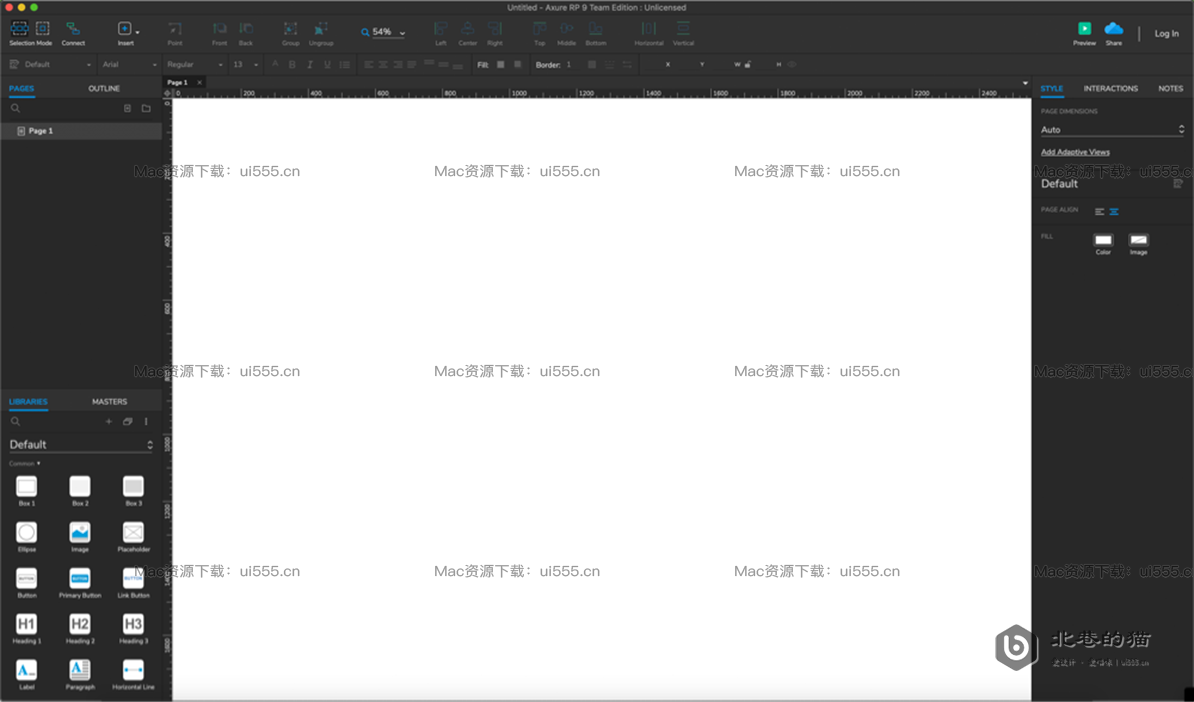 Untitled - Axure RP 9 Team Edition : Unlicensed
Selection Mode Connect Insert Point Front Back Group Ungroup 54% Left Center Right Top Middle Bottom Horizontal Vertical Preview Share Log In
Default Arial Regular 13 Fill: Border: 1 X Y W H
PAGES OUTLINE
Page 1
Page 1
0 200 400 600 800 1000 1200 1400 1600 1800 2000 2200 2400
STYLE INTERACTIONS NOTES
PAGE DIMENSIONS
Auto
Add Adaptive Views
Mac资源下载：ui555.cn Mac资源下载：ui555.cn Mac资源下载：ui555.cn Mac资源下载：ui555.c
Default
PAGE ALIGN
FILL
Color Image
400
600
Mac资源下载：ui555.cn Mac资源下载：ui555.cn Mac资源下载：ui555.cn Mac资源下载：ui555.c
LIBRARIES MASTERS
Default
Common
1000
1200
Box 1 Box 2 Box 3
Ellipse Image Placeholder
Mac资源下载：ui555.cn Mac资源下载：ui555.cn Mac资源下载：ui555.cn Mac资源下载：ui555.c
BUTTON BUTTON BUTTON
Button Primary Button Link Button
H1 H2 H3
Heading 1 Heading 2 Heading 3
1800
A A
Label Paragraph Horizontal Line
b 北巷的猫
ui555.cn